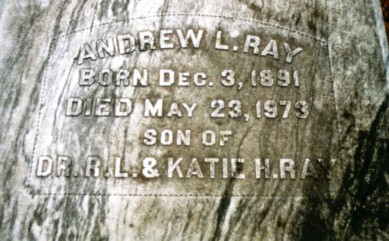 ANDREW L. RAY
BORN DEC. 3, 1891
DIED MAY 23, 1973
SON OF
DR. R. L. & KATIE H. RAY